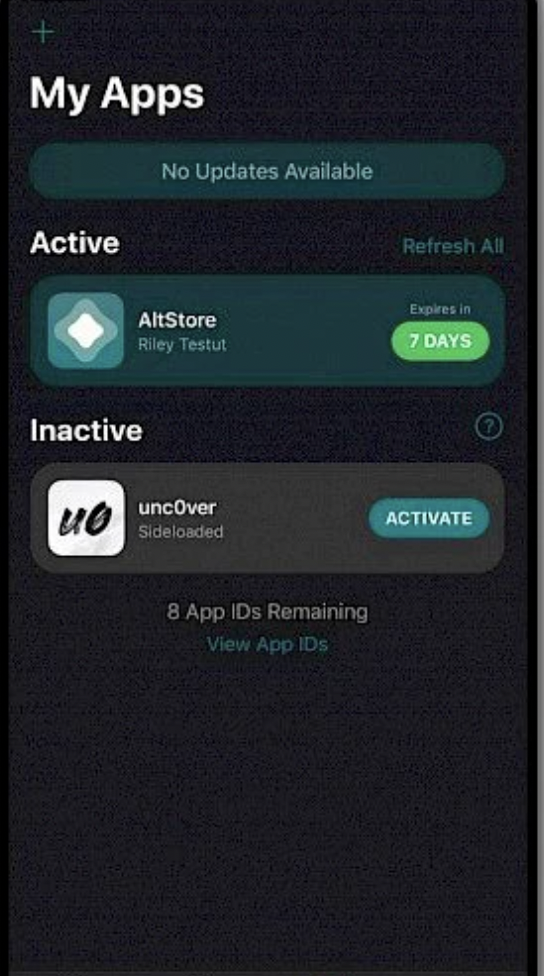 +
My Apps
No Updates Available
Active
Refresh All
Expires in
AltStore
Riley Testut
7 DAYS
Inactive
?
u0
unc0ver
Sideloaded
ACTIVATE
8 App IDs Remaining
View App IDs